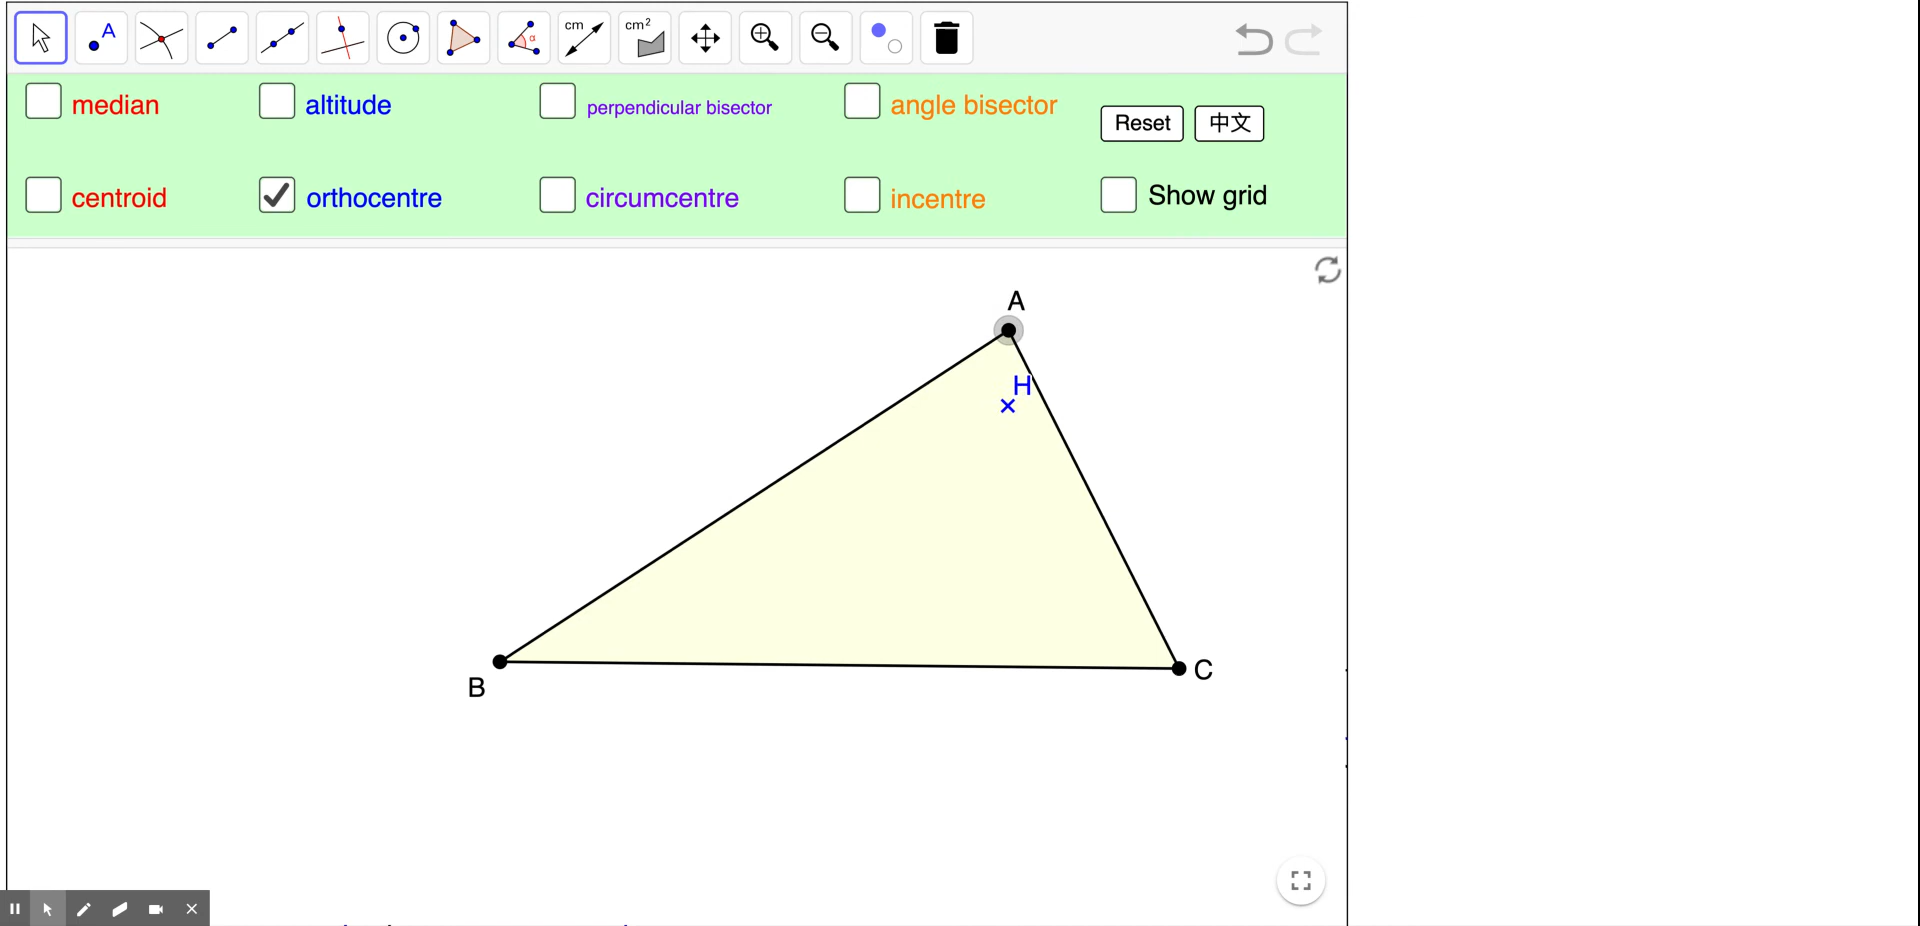 A α cm cm²
median altitude perpendicular bisector angle bisector
Reset 中文
centroid orthocentre circumcentre incentre Show grid
A
H
B C